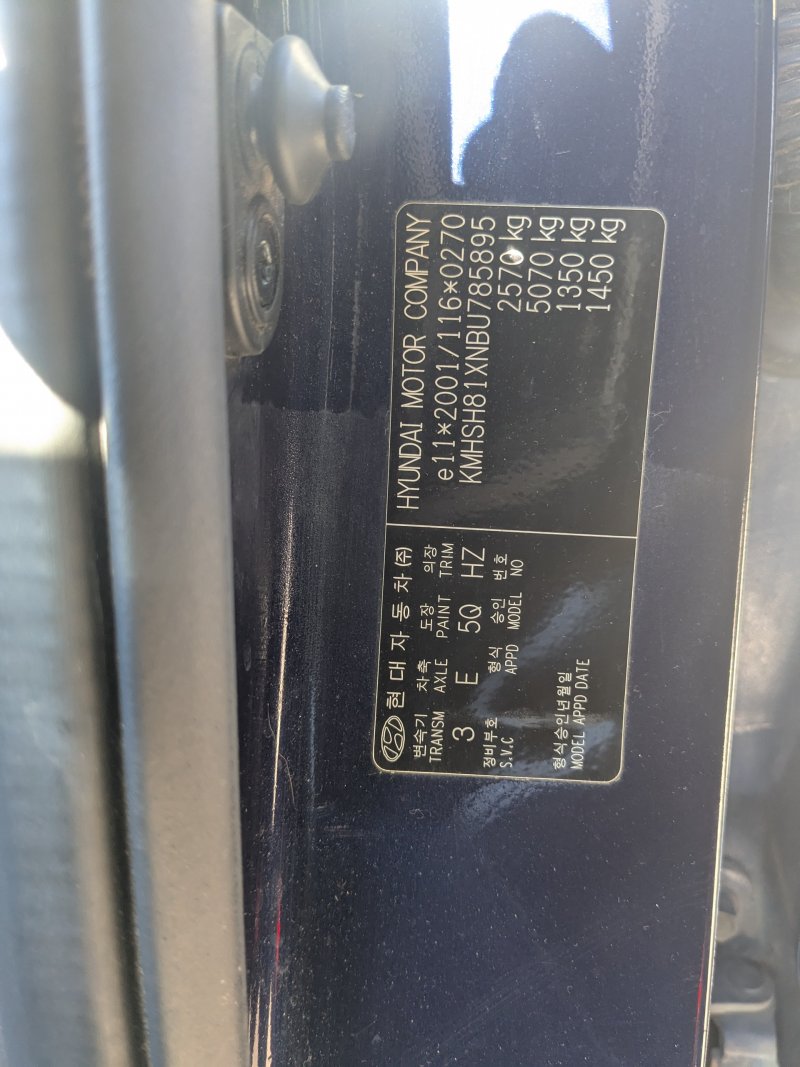 현대자동차(주)
변속기 차축 도장 의장
TRANSM AXLE PAINT TRIM
3 E 5Q HZ
정비부호 형식 승인 번호
S.V.C APPD MODEL NO
형식승인년월일
MODEL APPD DATE
HYUNDAI MOTOR COMPANY
e11*2001/116*0270
KMHSH81XNBU785895
2570 kg
5070 kg
1350 kg
1450 kg